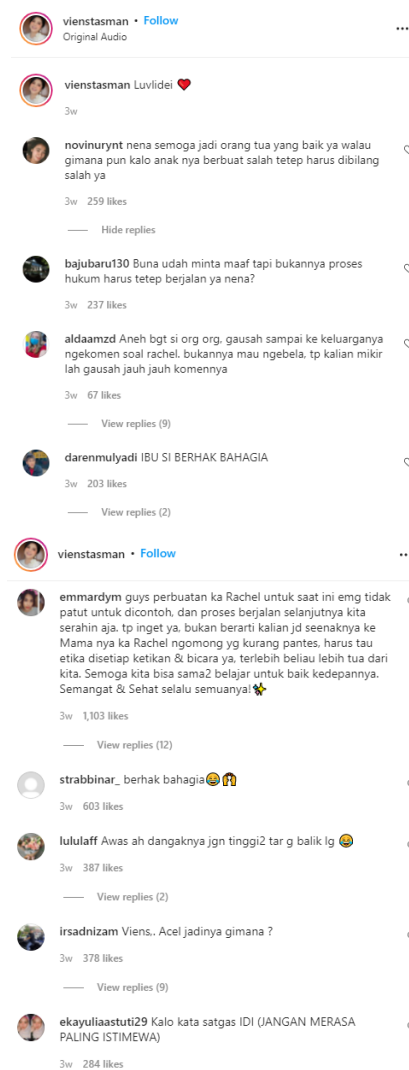 vienstasman • Follow
Original Audio
vienstasman Luvlidei ❤
3w
novinurynt nena semoga jadi orang tua yang baik ya walau
gimana pun kalo anak nya berbuat salah tetep harus dibilang
salah ya
3w 259 likes
Hide replies
bajubaru130 Buna udah minta maaf tapi bukannya proses
hukum harus tetep berjalan ya nena?
3w 237 likes
aldaamzd Aneh bgt si org org, gausah sampai ke keluarganya
ngekomen soal rachel. bukannya mau ngebela, tp kalian mikir
lah gausah jauh jauh komennya
3w 67 likes
View replies (9)
darenmulyadi IBU SI BERHAK BAHAGIA
3w 203 likes
View replies (2)
vienstasman • Follow
emmardym guys perbuatan ka Rachel untuk saat ini emg tidak
patut untuk dicontoh, dan proses berjalan selanjutnya kita
serahin aja. tp inget ya, bukan berarti kalian jd seenaknya ke
Mama nya ka Rachel ngomong yg kurang pantes, harus tau
etika disetiap ketikan & bicara ya, terlebih beliau lebih tua dari
kita. Semoga kita bisa sama2 belajar untuk baik kedepannya.
Semangat & Sehat selalu semuanya!✨
3w 1,103 likes
View replies (12)
strabbinar_ berhak bahagia😂🙌
3w 603 likes
lululaff Awas ah dangaknya jgn tinggi2 tar g balik lg 😂
3w 387 likes
View replies (2)
irsadnizam Viens,. Acel jadinya gimana ?
3w 378 likes
View replies (9)
ekayuliaastuti29 Kalo kata satgas IDI (JANGAN MERASA
PALING ISTIMEWA)
3w 284 likes